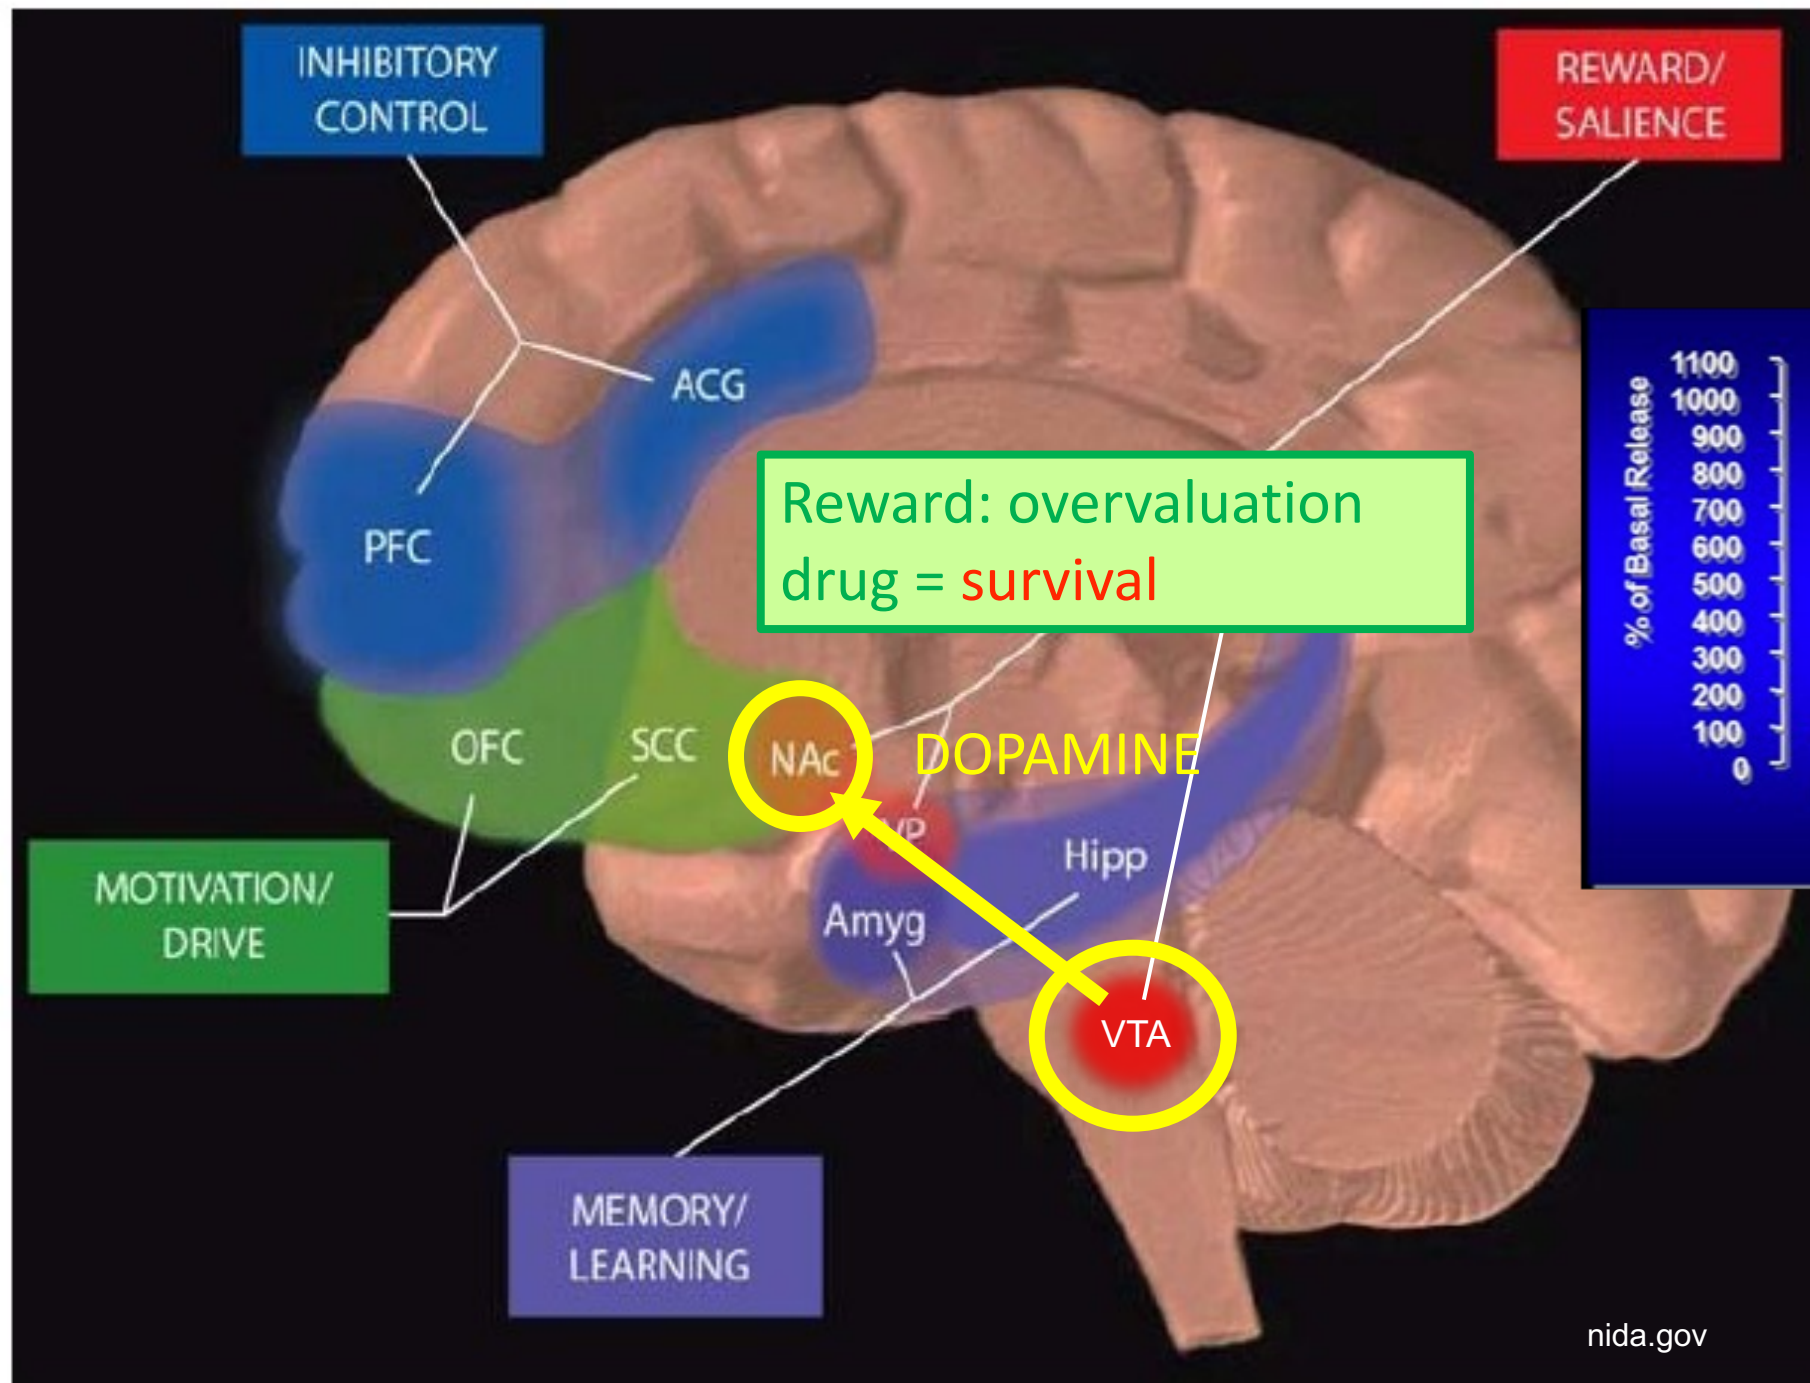 INHIBITORY
CONTROL
REWARD/
SALIENCE
ACG
PFC
Reward: overvaluation
drug = survival
% of Basal Release
1100
1000
900
800
700
600
500
400
300
200
100
0
OFC
SCC
NAc
DOPAMINE
VP
Hipp
Amyg
MOTIVATION/
DRIVE
VTA
MEMORY/
LEARNING
nida.gov